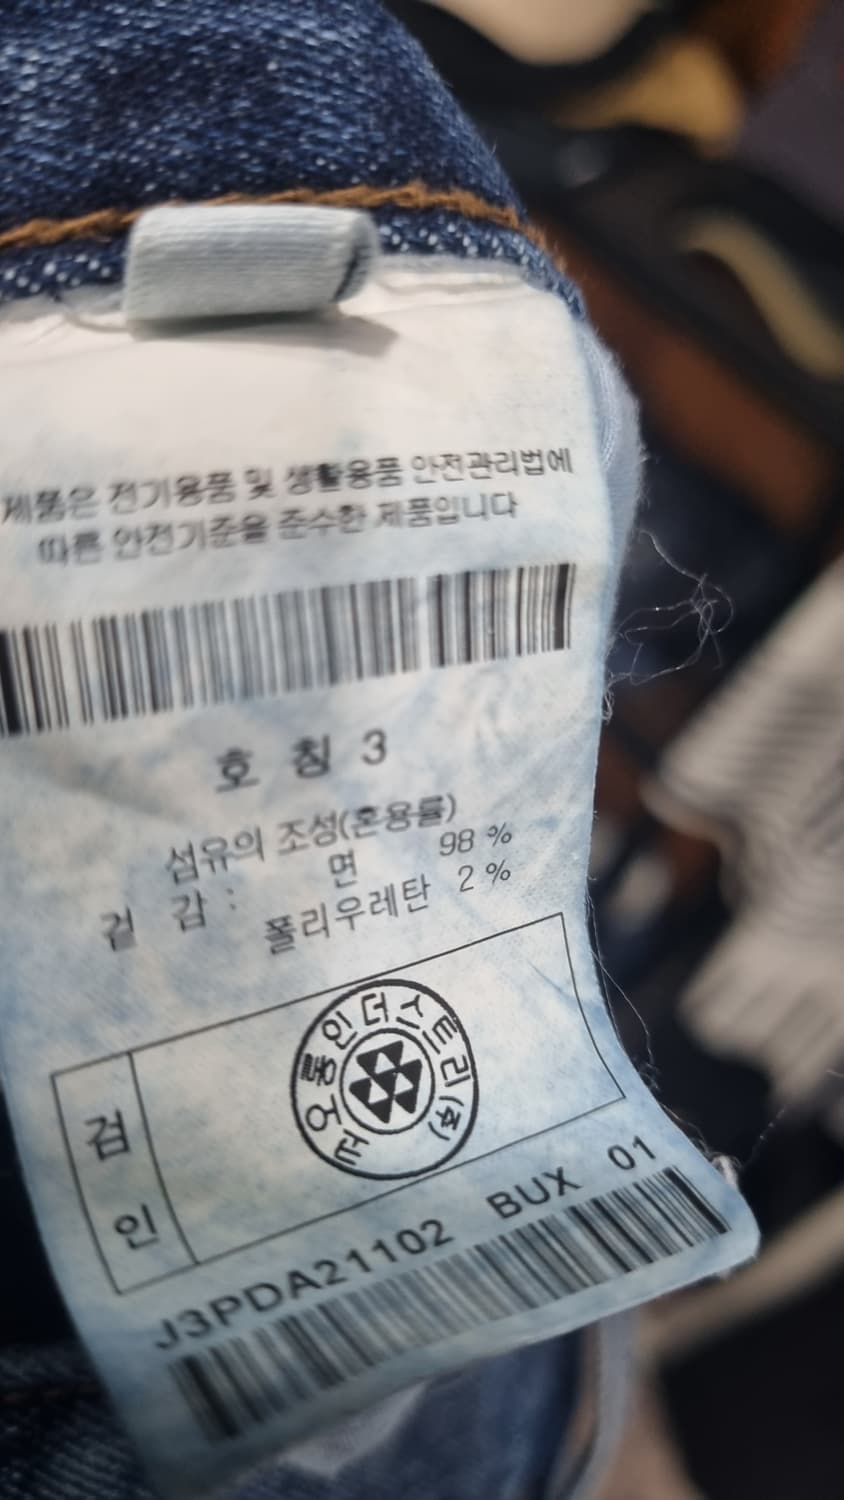 제품은 전기용품 및 생활용품 안전관리법에
따른 안전기준을 준수한 제품입니다
호 칭 3
섬유의 조성(혼용률)
겉 감 : 면 98 %
폴리우레탄 2 %
검 인
코오롱인더스트리(주)
J3PDA21102 BUX 01